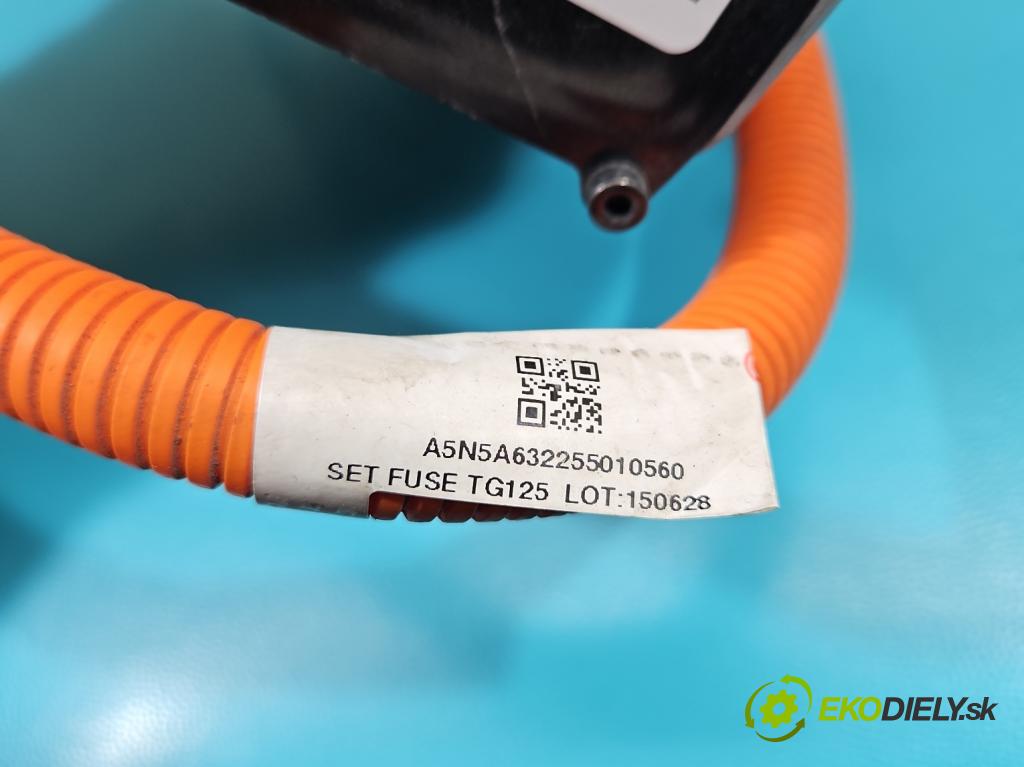 A5N5A632255010560
SET FUSE TG125 LOT:150628
EKODIELY.sk